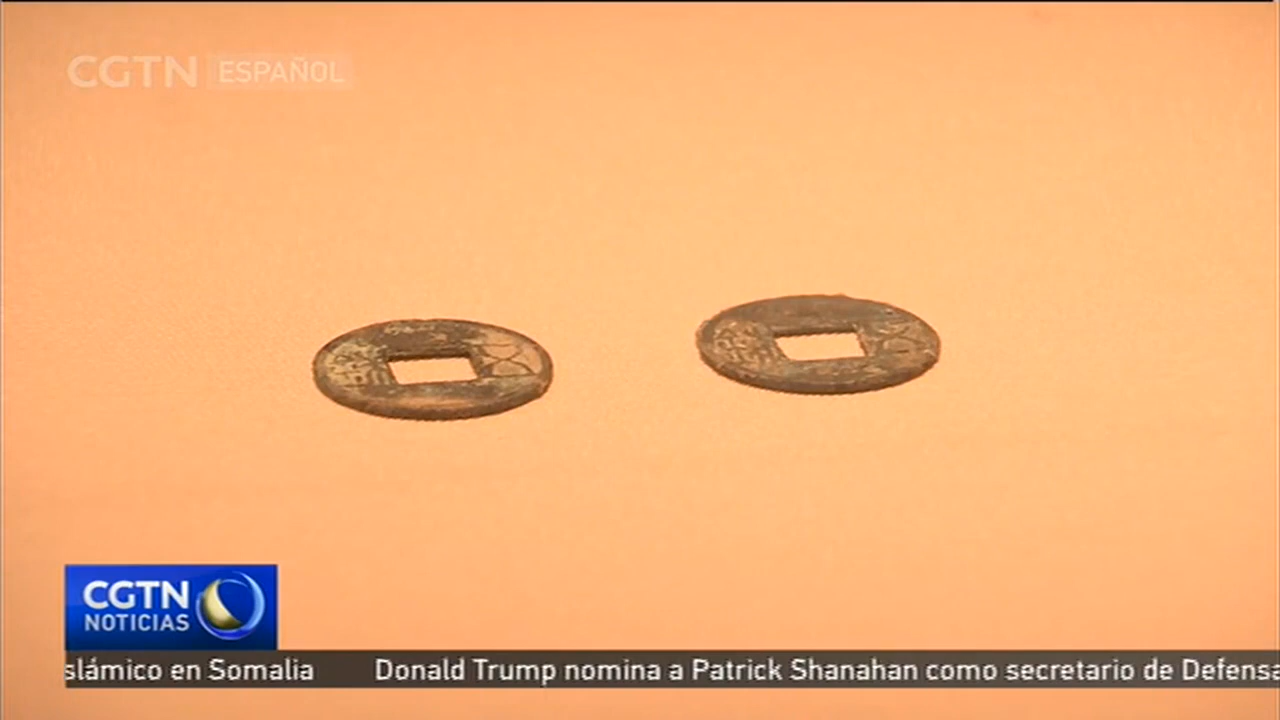 CGTN ESPAÑOL
CGTN
NOTICIAS
slámico en Somalia Donald Trump nomina a Patrick Shanahan como secretario de Defensa